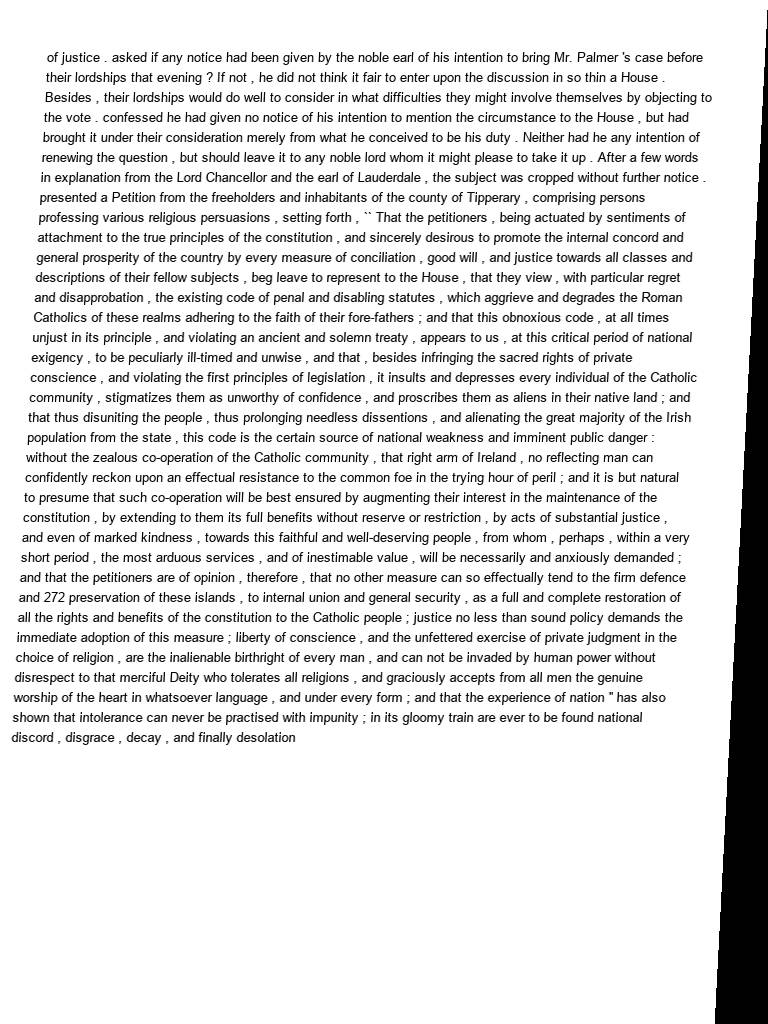 of justice . asked if any notice had been given by the noble earl of his intention to bring Mr. Palmer 's case before
their lordships that evening ? If not , he did not think it fair to enter upon the discussion in so thin a House .
Besides , their lordships would do well to consider in what difficulties they might involve themselves by objecting to
the vote . confessed he had given no notice of his intention to mention the circumstance to the House , but had
brought it under their consideration merely from what he conceived to be his duty . Neither had he any intention of
renewing the question , but should leave it to any noble lord whom it might please to take it up . After a few words
in explanation from the Lord Chancellor and the earl of Lauderdale , the subject was cropped without further notice .
presented a Petition from the freeholders and inhabitants of the county of Tipperary , comprising persons
professing various religious persuasions , setting forth , `` That the petitioners , being actuated by sentiments of
attachment to the true principles of the constitution , and sincerely desirous to promote the internal concord and
general prosperity of the country by every measure of conciliation , good will , and justice towards all classes and
descriptions of their fellow subjects , beg leave to represent to the House , that they view , with particular regret
and disapprobation , the existing code of penal and disabling statutes , which aggrieve and degrades the Roman
Catholics of these realms adhering to the faith of their fore-fathers ; and that this obnoxious code , at all times
unjust in its principle , and violating an ancient and solemn treaty , appears to us , at this critical period of national
exigency , to be peculiarly ill-timed and unwise , and that , besides infringing the sacred rights of private
conscience , and violating the first principles of legislation , it insults and depresses every individual of the Catholic
community , stigmatizes them as unworthy of confidence , and proscribes them as aliens in their native land ; and
that thus disuniting the people , thus prolonging needless dissentions , and alienating the great majority of the Irish
population from the state , this code is the certain source of national weakness and imminent public danger :
without the zealous co-operation of the Catholic community , that right arm of Ireland , no reflecting man can
confidently reckon upon an effectual resistance to the common foe in the trying hour of peril ; and it is but natural
to presume that such co-operation will be best ensured by augmenting their interest in the maintenance of the
constitution , by extending to them its full benefits without reserve or restriction , by acts of substantial justice ,
and even of marked kindness , towards this faithful and well-deserving people , from whom , perhaps , within a very
short period , the most arduous services , and of inestimable value , will be necessarily and anxiously demanded ;
and that the petitioners are of opinion , therefore , that no other measure can so effectually tend to the firm defence
and 272 preservation of these islands , to internal union and general security , as a full and complete restoration of
all the rights and benefits of the constitution to the Catholic people ; justice no less than sound policy demands the
immediate adoption of this measure ; liberty of conscience , and the unfettered exercise of private judgment in the
choice of religion , are the inalienable birthright of every man , and can not be invaded by human power without
disrespect to that merciful Deity who tolerates all religions , and graciously accepts from all men the genuine
worship of the heart in whatsoever language , and under every form ; and that the experience of nation '' has also
shown that intolerance can never be practised with impunity ; in its gloomy train are ever to be found national
discord , disgrace , decay , and finally desolation